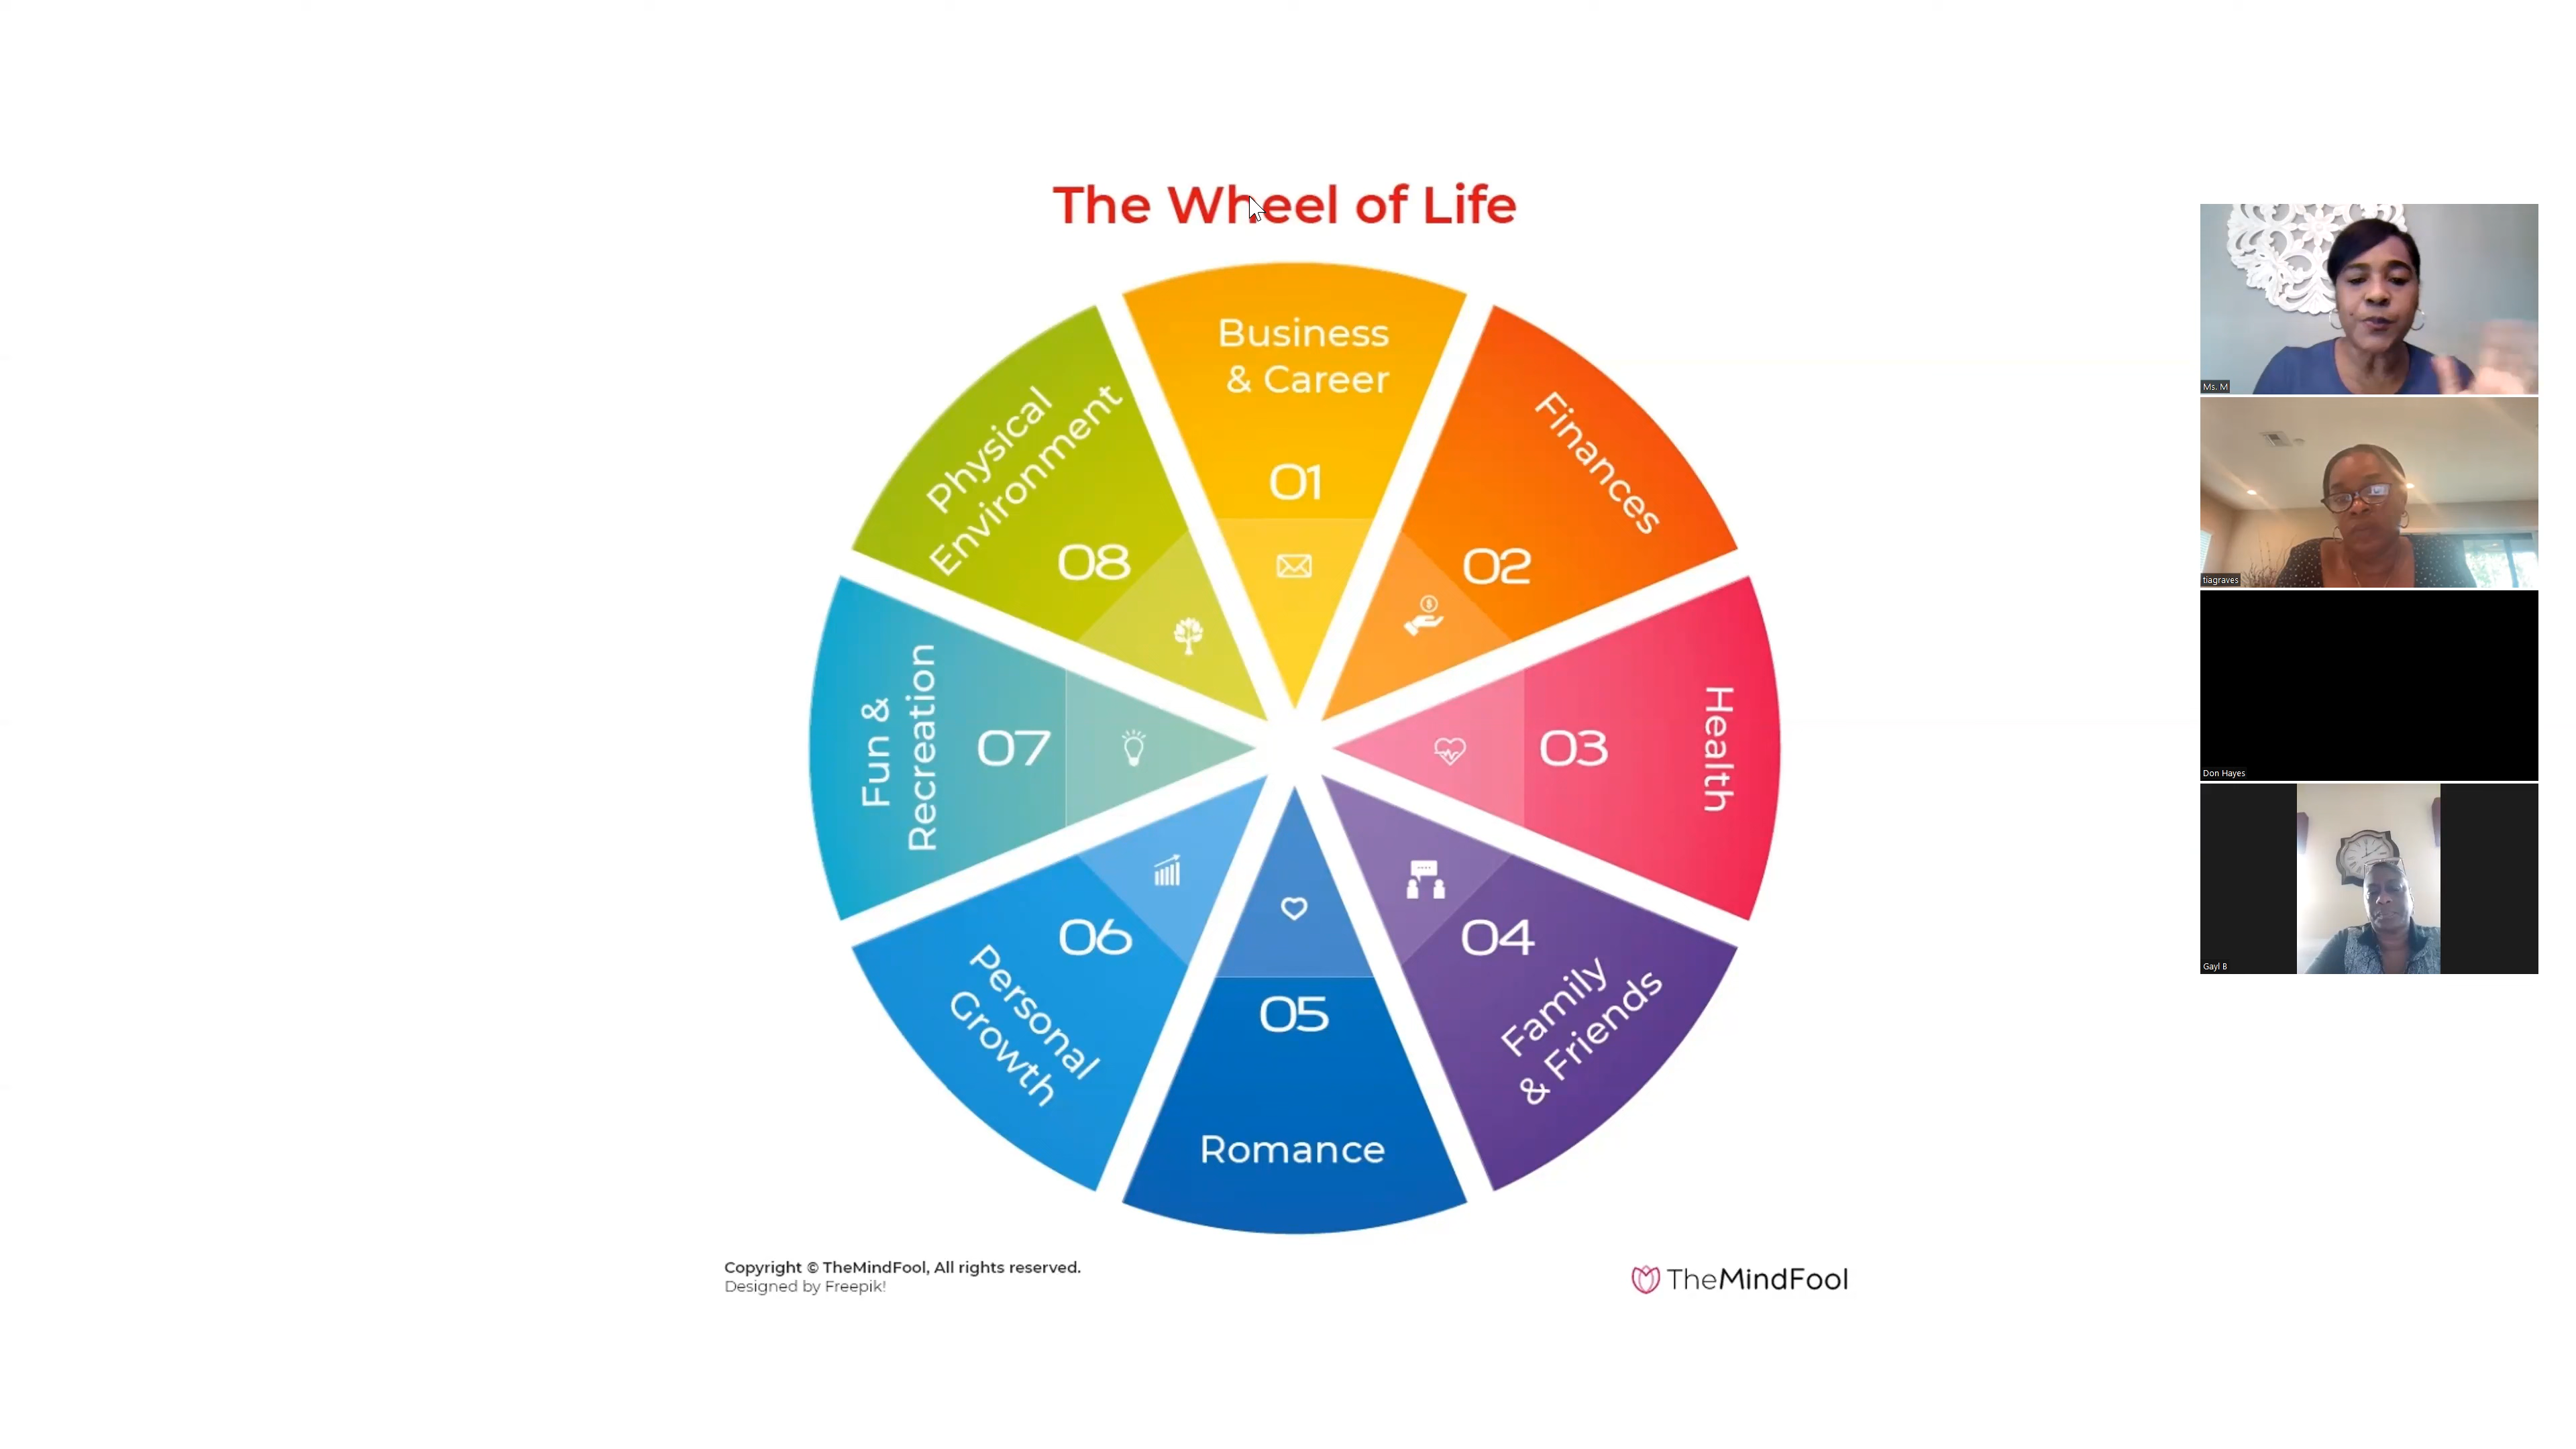 The Wheel of Life
Business
& Career
01
Finances
02
Health
03
04
Family
& Friends
05
Romance
06
Personal
Growth
Fun &
Recreation
07
Physical
Environment
08
Copyright © TheMindFool, All rights reserved.
Designed by Freepik!
TheMindFool
Ms. M
tiagraves
Don Hayes
Gayl B